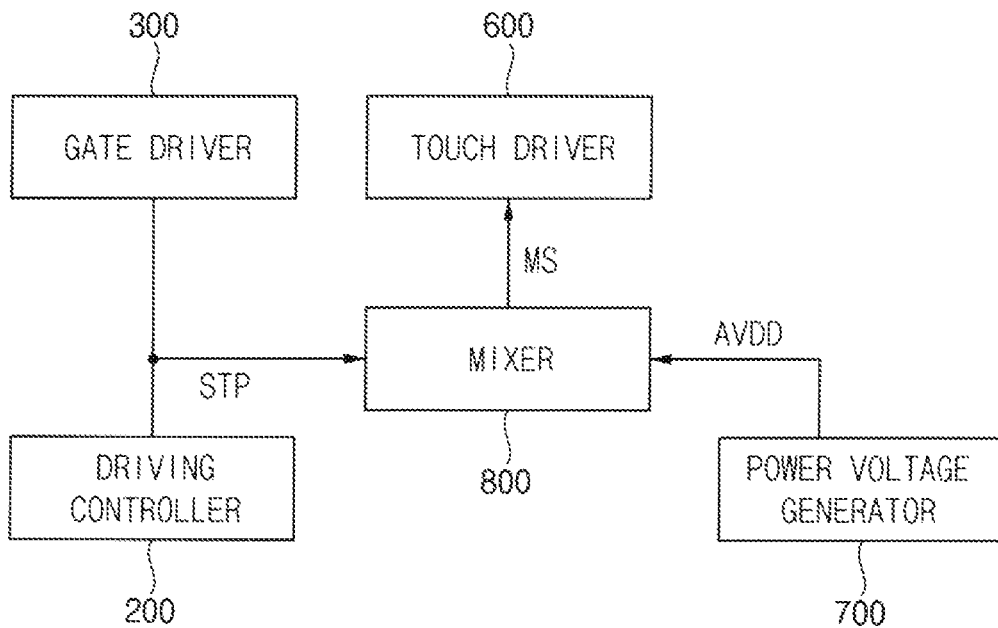 300
600
GATE DRIVER
TOUCH DRIVER
MS
AVDD
MIXER
STP
DRIVING
CONTROLLER
800
POWER VOLTAGE
GENERATOR
200
700